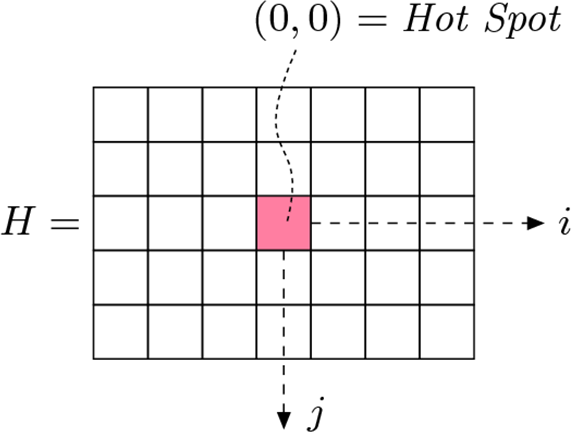 (0, 0) = Hot Spot
H =
i
j